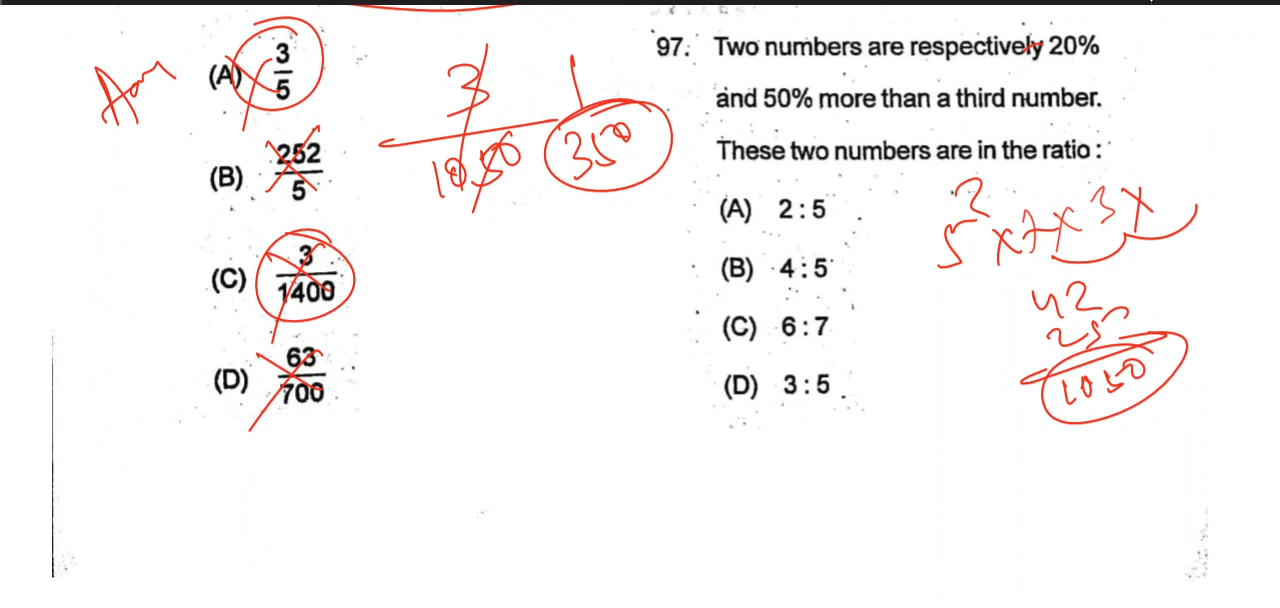 Ans
(A) 3/5
(B) 252/5
(C) 3/1400
(D) 63/700
3
1050
1
350
97. Two numbers are respectively 20%
and 50% more than a third number.
These two numbers are in the ratio :
(A) 2 : 5
(B) 4 : 5
(C) 6 : 7
(D) 3 : 5
42
1050